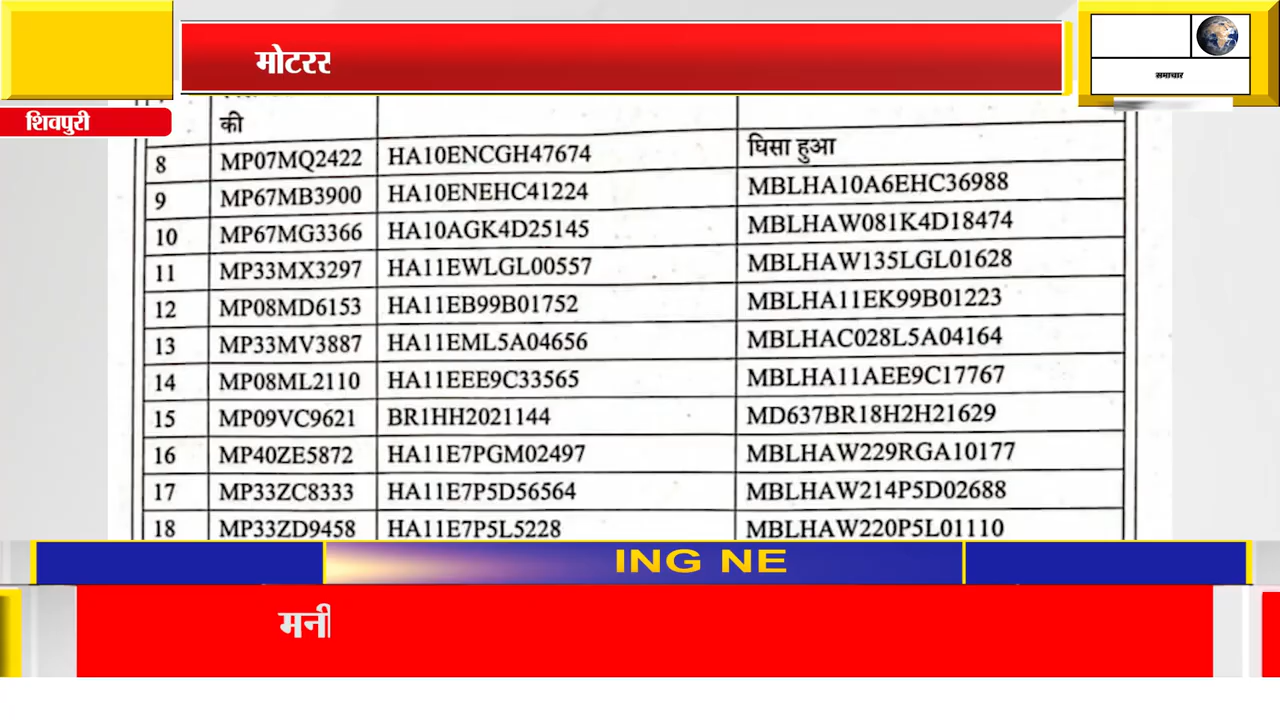 मोटरर
समाचार
शिवपुरी
की
8 MP07MQ2422 HA10ENCGH47674 घिसा हुआ
9 MP67MB3900 HA10ENEHC41224 MBLHA10A6EHC36988
10 MP67MG3366 HA10AGK4D25145 MBLHAW081K4D18474
11 MP33MX3297 HA11EWLGL00557 MBLHAW135LGL01628
12 MP08MD6153 HA11EB99B01752 MBLHA11EK99B01223
13 MP33MV3887 HA11EML5A04656 MBLHAC028L5A04164
14 MP08ML2110 HA11EEE9C33565 MBLHA11AEE9C17767
15 MP09VC9621 BR1HH2021144 MD637BR18H2H21629
16 MP40ZE5872 HA11E7PGM02497 MBLHAW229RGA10177
17 MP33ZC8333 HA11E7P5D56564 MBLHAW214P5D02688
18 MP33ZD9458 HA11E7P5L5228 MBLHAW220P5L01110
ING NE
मनी